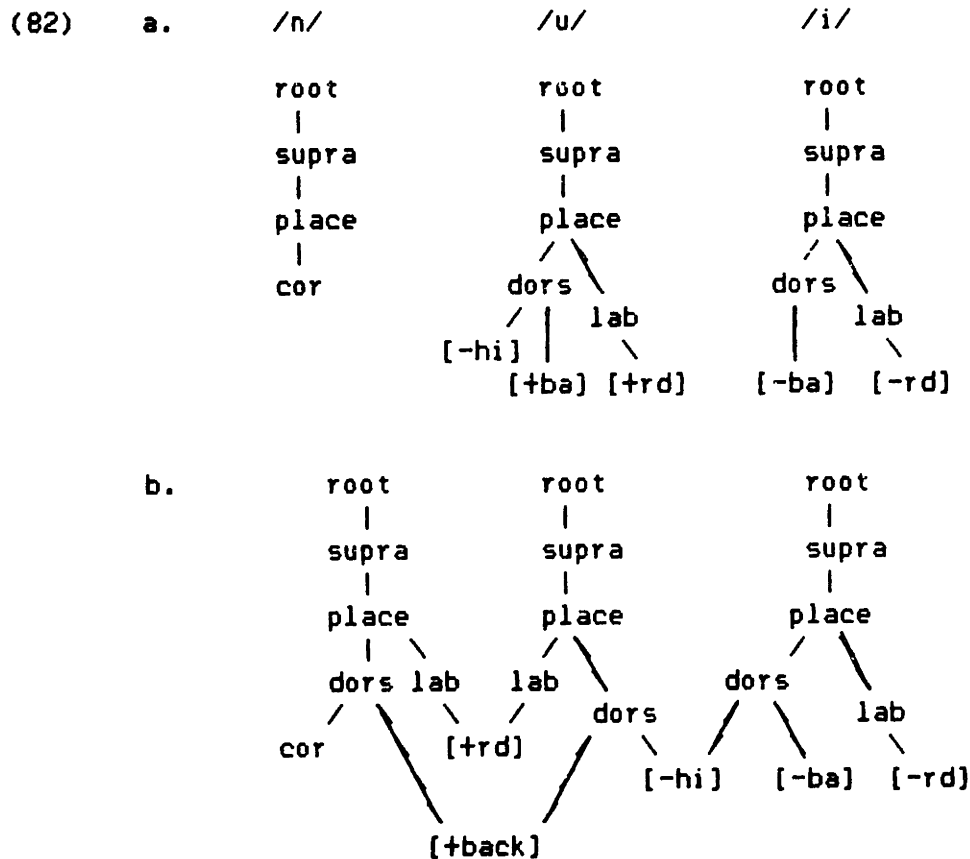 (82) a. /n/ /u/ /i/
root root root
supra supra supra
place place place
cor dors dors
lab lab
[-hi]
[+ba] [+rd] [-ba] [-rd]
b. root root root
supra supra supra
place place place
dors lab lab dors
dors lab
cor [+rd]
[-hi] [-ba] [-rd]
[+back]